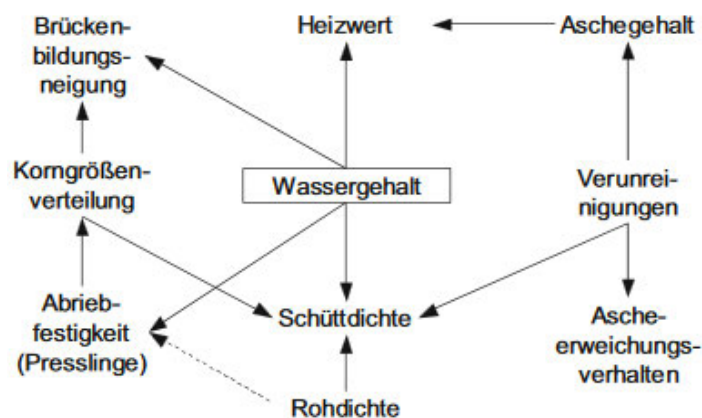 Brücken-
bildungs-
neigung
Heizwert
Aschegehalt
Korngrößen-
verteilung
Wassergehalt
Verunrei-
nigungen
Abrieb-
festigkeit
(Presslinge)
Schüttdichte
Asche-
erweichungs-
verhalten
Rohdichte